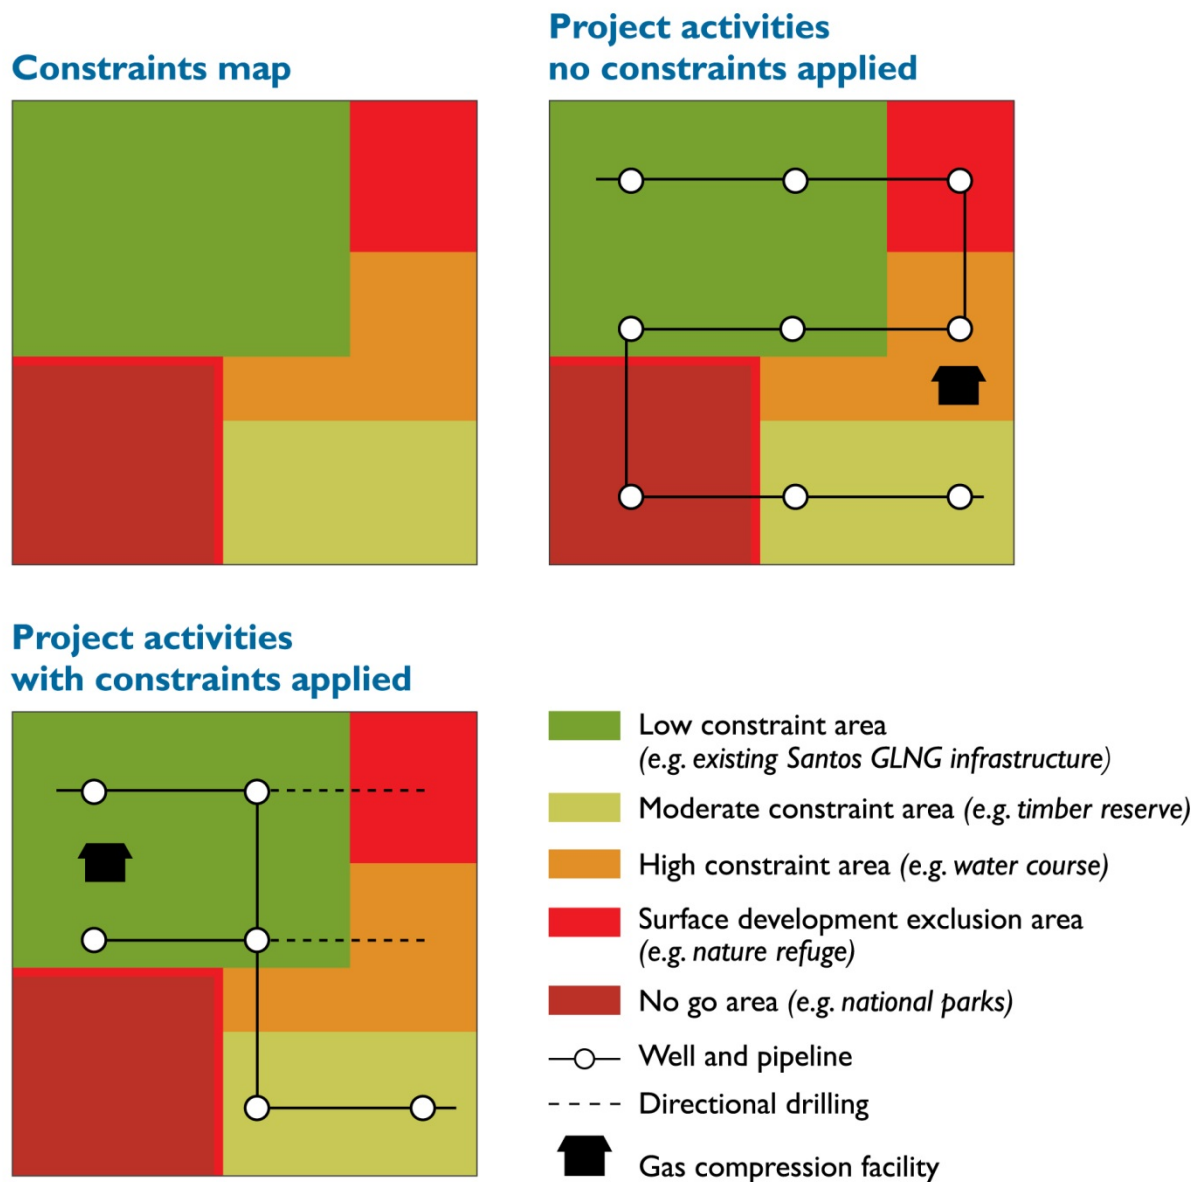 Constraints map
Project activities
no constraints applied
Project activities
with constraints applied
Low constraint area
(e.g. existing Santos GLNG infrastructure)
Moderate constraint area (e.g. timber reserve)
High constraint area (e.g. water course)
Surface development exclusion area
(e.g. nature refuge)
No go area (e.g. national parks)
Well and pipeline
Directional drilling
Gas compression facility